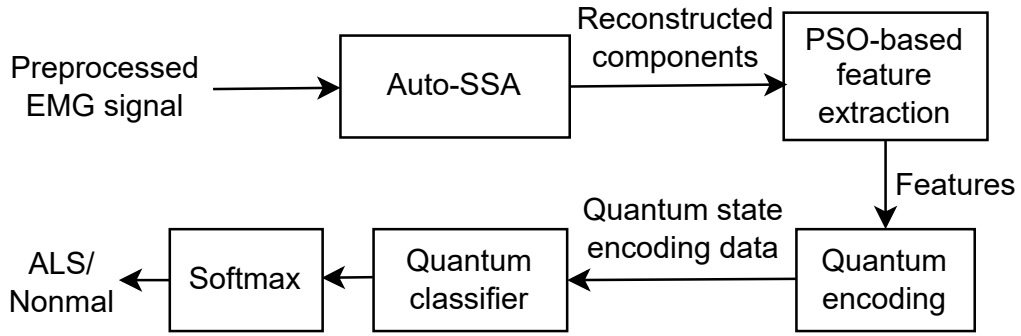 Preprocessed
EMG signal
Auto-SSA
Reconstructed
components
PSO-based
feature
extraction
Features
Quantum
encoding
Quantum state
encoding data
Quantum
classifier
Softmax
ALS/
Nonmal